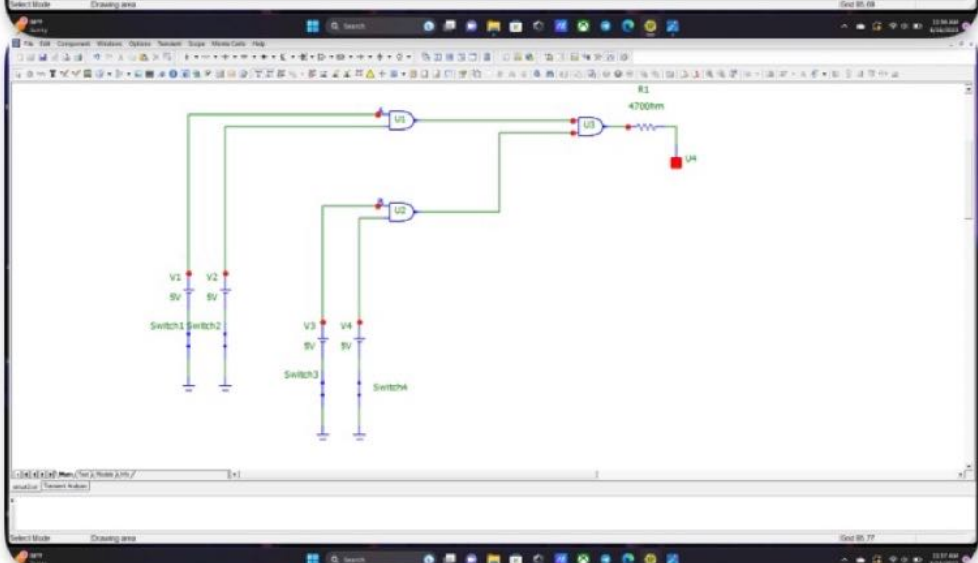 Select Mode Drawing area
Search
File Edit Component Windows Options Transient Scope Monte Carlo Help
R1
470Ohm
U1
U3
U4
U2
V1 V2
5V 5V
Switch1 Switch2
V3 V4
5V 5V
Switch3
Switch4
Main
Transient Analysis
Select Mode Drawing area
Search